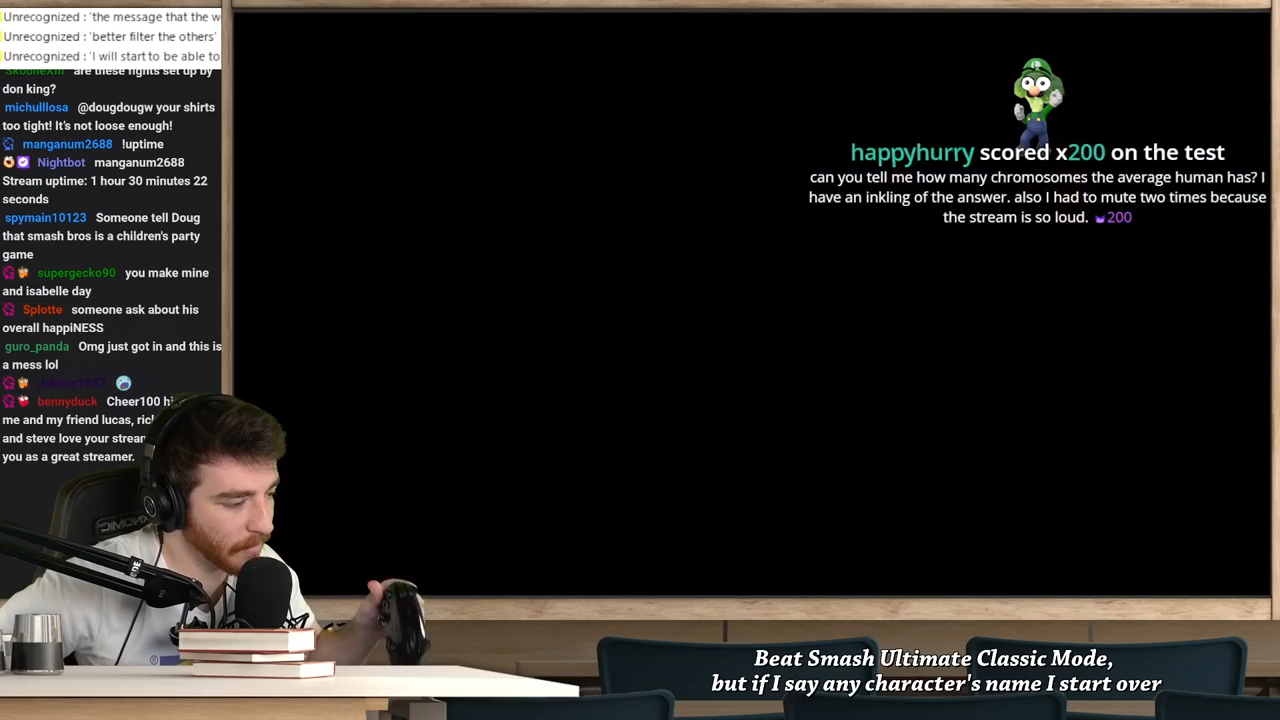 Unrecognized : 'the message that the w
Unrecognized : 'better filter the others'
Unrecognized : 'I will start to be able to
SkoolieXIII are these fights set up by
don king?
michulllosa @dougdougw your shirts
too tight! It's not loose enough!
manganum2688 !uptime
Nightbot manganum2688
Stream uptime: 1 hour 30 minutes 22
seconds
spymain10123 Someone tell Doug
that smash bros is a children's party
game
supergecko90 you make mine
and isabelle day
Splotte someone ask about his
overall happiNESS
guro_panda Omg just got in and this is
a mess lol
bennyduck Cheer100 hi
me and my friend lucas, rich
and steve love your stream
you as a great streamer.
happyhurry scored x200 on the test
can you tell me how many chromosomes the average human has? I
have an inkling of the answer. also I had to mute two times because
the stream is so loud. 200
Beat Smash Ultimate Classic Mode,
but if I say any character's name I start over